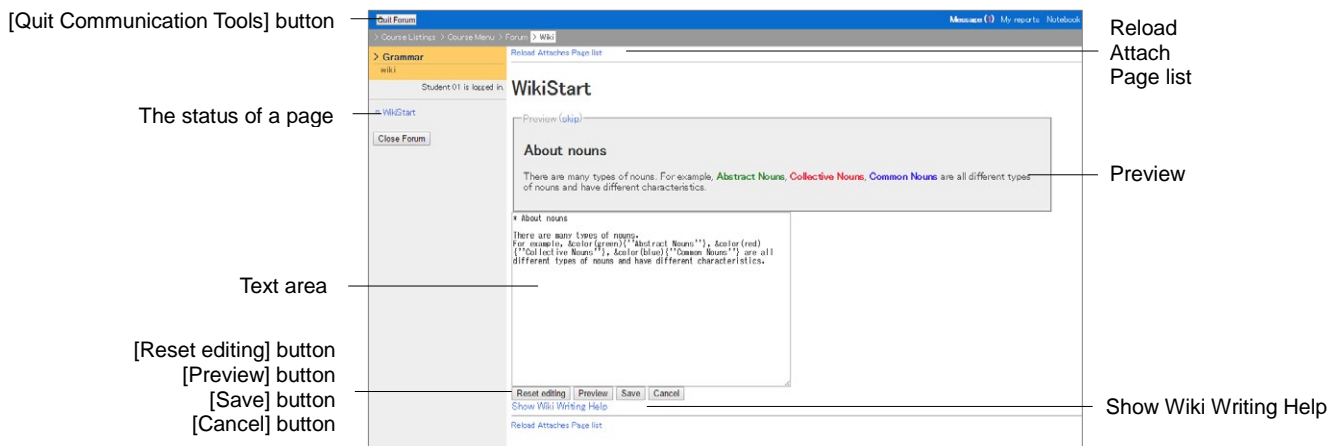 [Quit Communication Tools] button
Quit Forum
Message (1) My reports Notebook
> Course Listings > Course Menu > Forum > Wiki
Reload Attaches Page list
Reload
Attach
Page list
> Grammar
wiki
Student 01 is logged in.
WikiStart
The status of a page
= WikiStart
Close Forum
Preview (skip)
About nouns
There are many types of nouns. For example, Abstract Nouns, Collective Nouns, Common Nouns are all different types
of nouns and have different characteristics.
Preview
* About nouns
There are many types of nouns.
For example, &color(green){''Abstract Nouns''}, &color(red)
{''Collective Nouns''}, &color(blue){''Common Nouns''} are all
different types of nouns and have different characteristics.
Text area
[Reset editing] button
[Preview] button
[Save] button
[Cancel] button
Reset editing Preview Save Cancel
Show Wiki Writing Help
Show Wiki Writing Help
Reload Attaches Page list